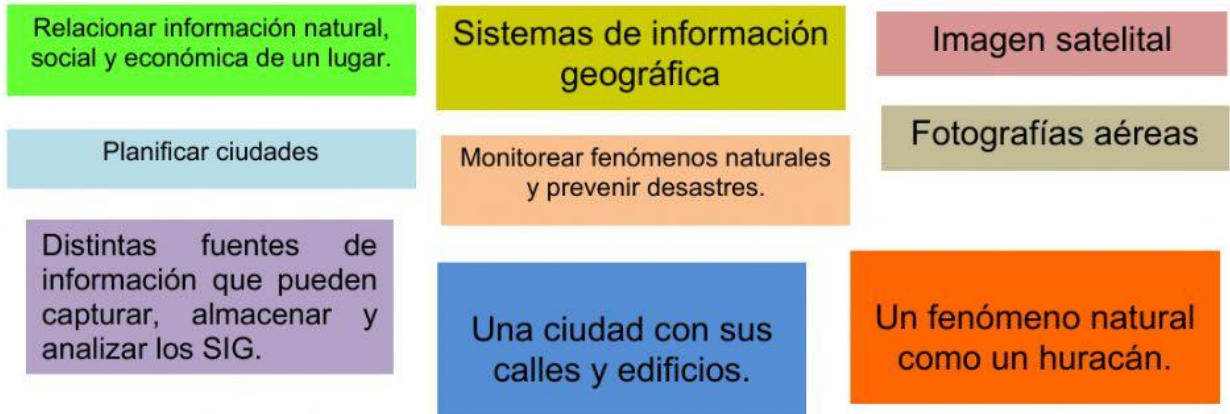 Relacionar información natural,
social y económica de un lugar.
Sistemas de información
geográfica
Imagen satelital
Planificar ciudades
Monitorear fenómenos naturales
y prevenir desastres.
Fotografías aéreas
Distintas fuentes de
información que pueden
capturar, almacenar y
analizar los SIG.
Una ciudad con sus
calles y edificios.
Un fenómeno natural
como un huracán.